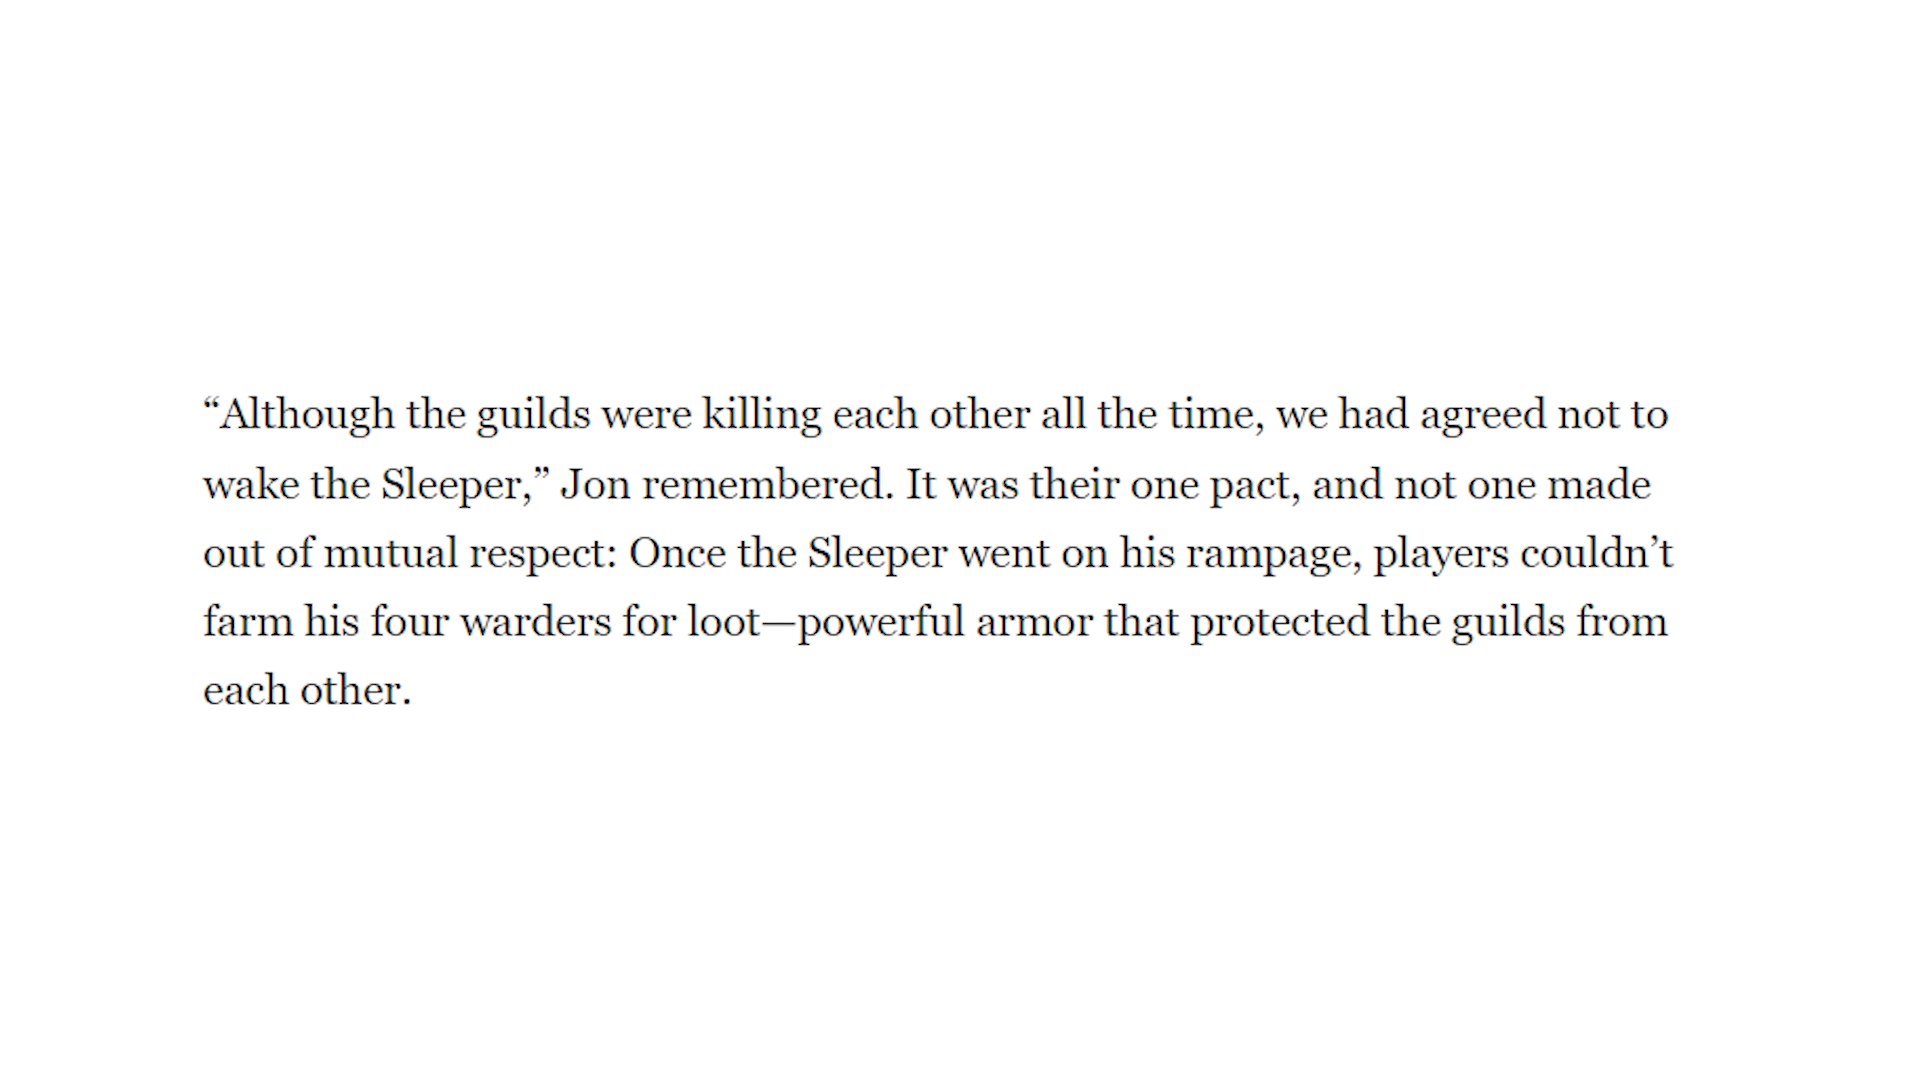 “Although the guilds were killing each other all the time, we had agreed not to
wake the Sleeper,” Jon remembered. It was their one pact, and not one made
out of mutual respect: Once the Sleeper went on his rampage, players couldn’t
farm his four warders for loot—powerful armor that protected the guilds from
each other.